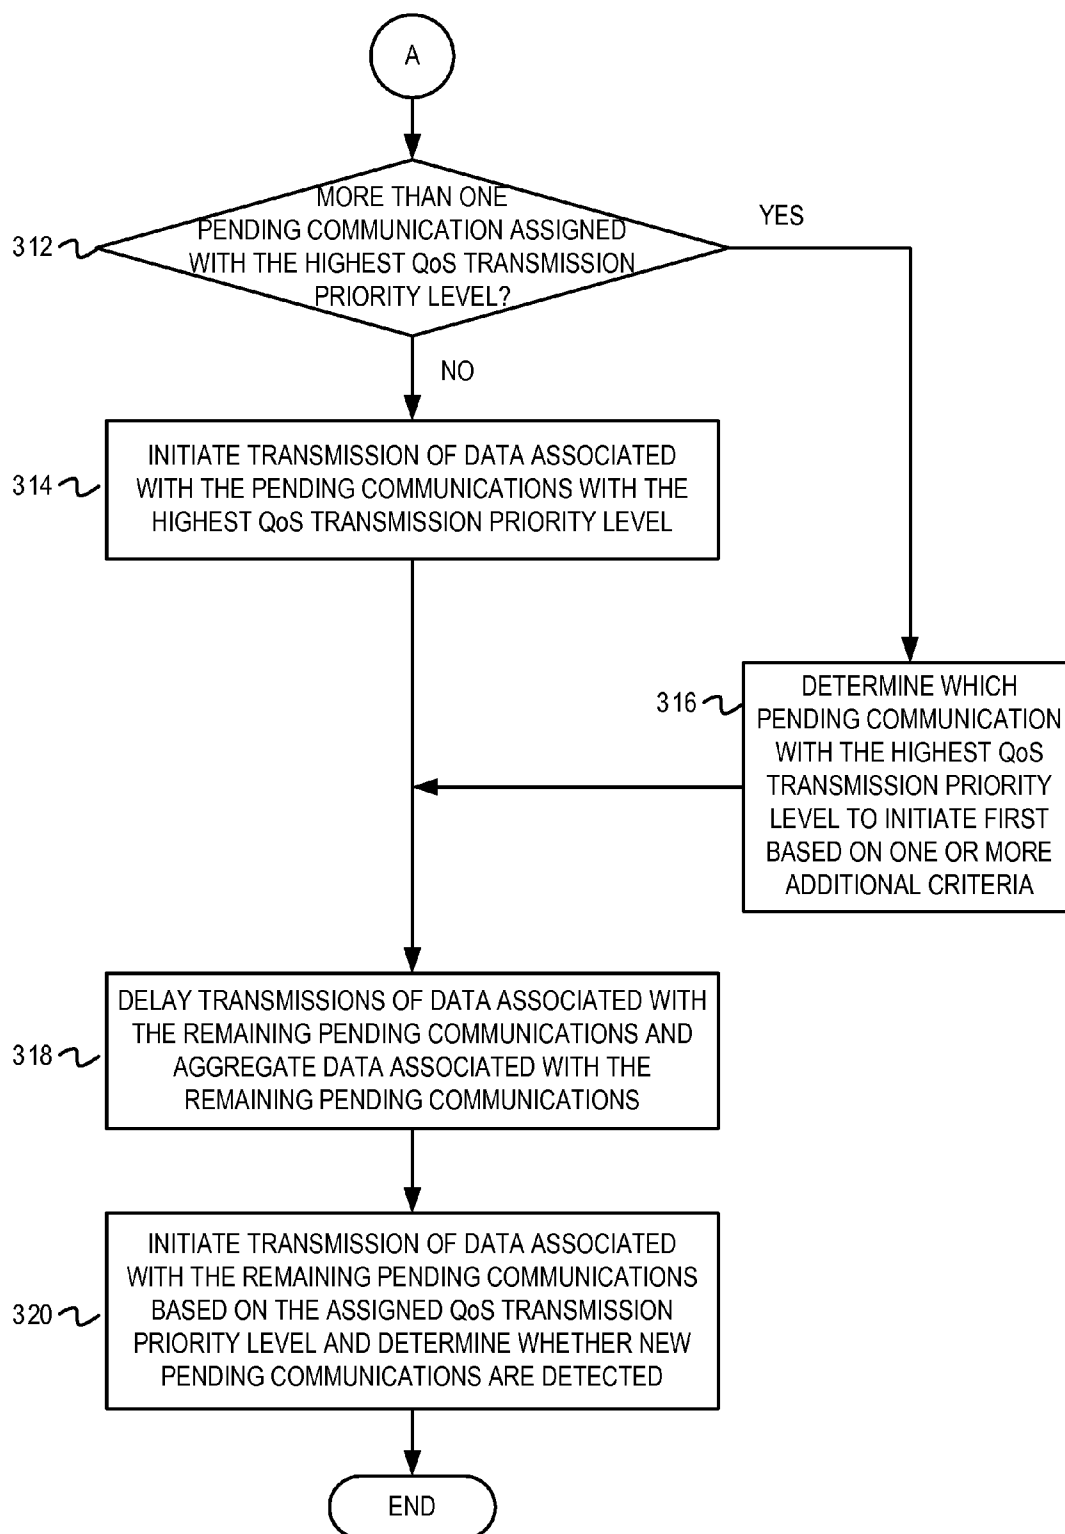 A
MORE THAN ONE
PENDING COMMUNICATION ASSIGNED
WITH THE HIGHEST QoS TRANSMISSION
PRIORITY LEVEL?
312
YES
NO
INITIATE TRANSMISSION OF DATA ASSOCIATED
WITH THE PENDING COMMUNICATIONS WITH THE
HIGHEST QoS TRANSMISSION PRIORITY LEVEL
314
DETERMINE WHICH
PENDING COMMUNICATION
WITH THE HIGHEST QoS
TRANSMISSION PRIORITY
LEVEL TO INITIATE FIRST
BASED ON ONE OR MORE
ADDITIONAL CRITERIA
316
DELAY TRANSMISSIONS OF DATA ASSOCIATED WITH
THE REMAINING PENDING COMMUNICATIONS AND
AGGREGATE DATA ASSOCIATED WITH THE
REMAINING PENDING COMMUNICATIONS
318
INITIATE TRANSMISSION OF DATA ASSOCIATED
WITH THE REMAINING PENDING COMMUNICATIONS
BASED ON THE ASSIGNED QoS TRANSMISSION
PRIORITY LEVEL AND DETERMINE WHETHER NEW
PENDING COMMUNICATIONS ARE DETECTED
320
END